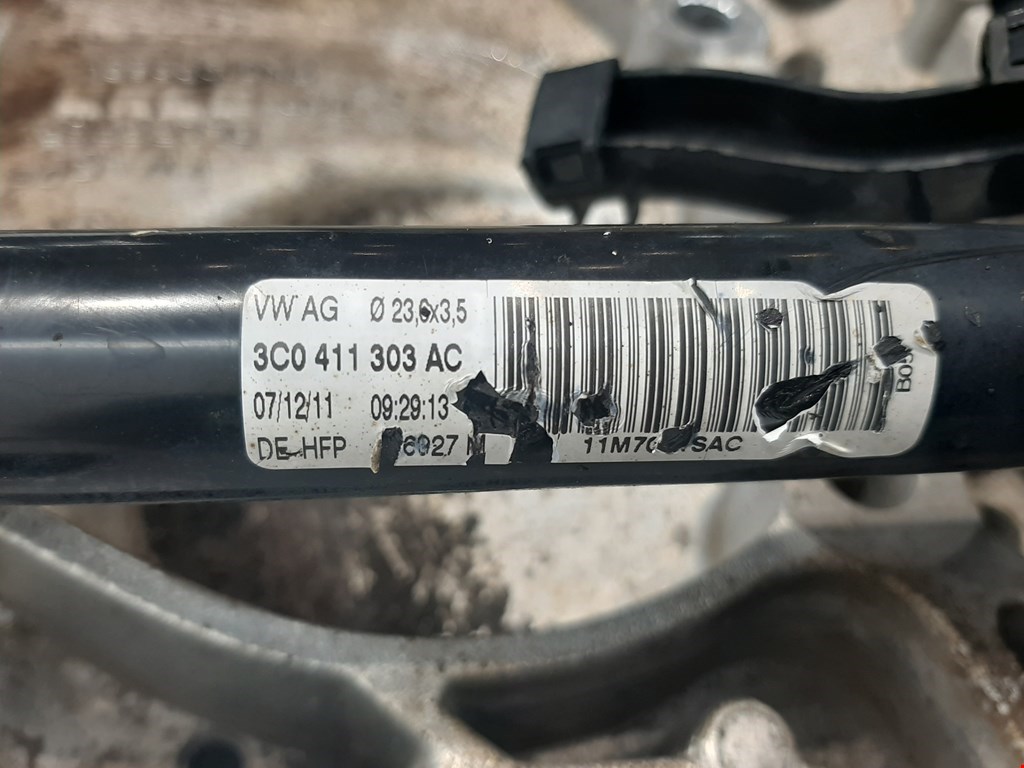 VW AG Ø 23,6x3,5
3C0 411 303 AC
07/12/11 09:29:13
DE-HFP